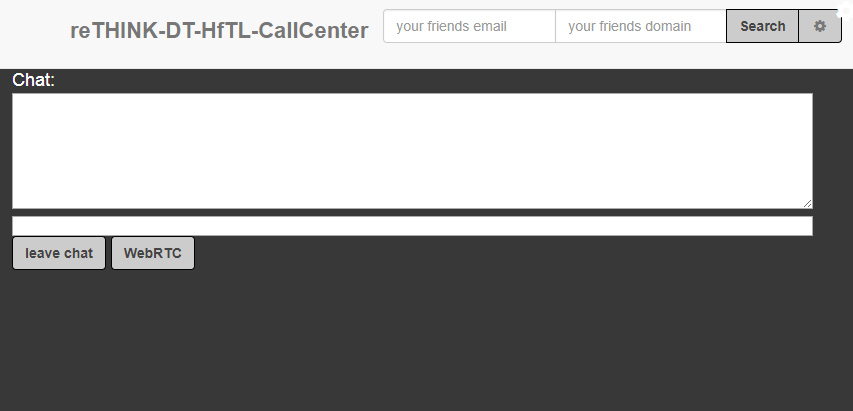 reTHINK-DT-HfTL-CallCenter your friends email your friends domain Search
Chat:
leave chat WebRTC